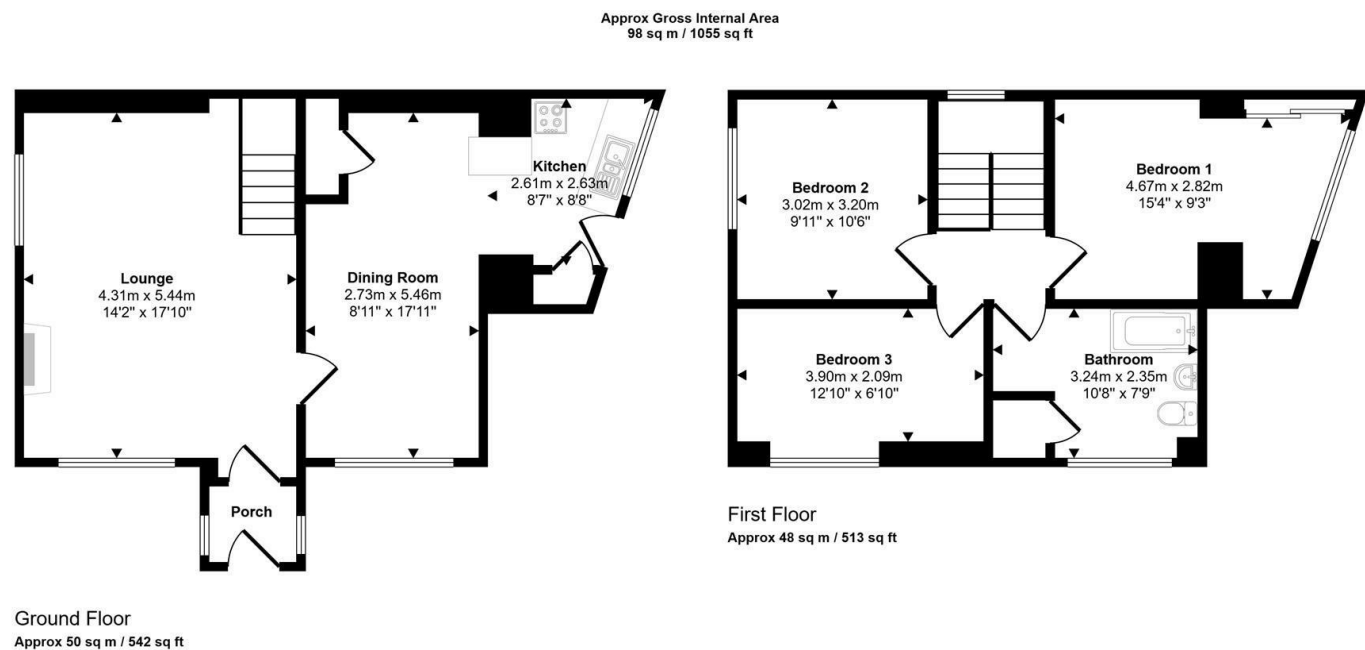 Approx Gross Internal Area
98 sq m / 1055 sq ft
Kitchen
2.61m x 2.63m
8'7" x 8'8"
Lounge
4.31m x 5.44m
14'2" x 17'10"
Dining Room
2.73m x 5.46m
8'11" x 17'11"
Porch
Ground Floor
Approx 50 sq m / 542 sq ft
Bedroom 2
3.02m x 3.20m
9'11" x 10'6"
Bedroom 1
4.67m x 2.82m
15'4" x 9'3"
Bedroom 3
3.90m x 2.09m
12'10" x 6'10"
Bathroom
3.24m x 2.35m
10'8" x 7'9"
First Floor
Approx 48 sq m / 513 sq ft